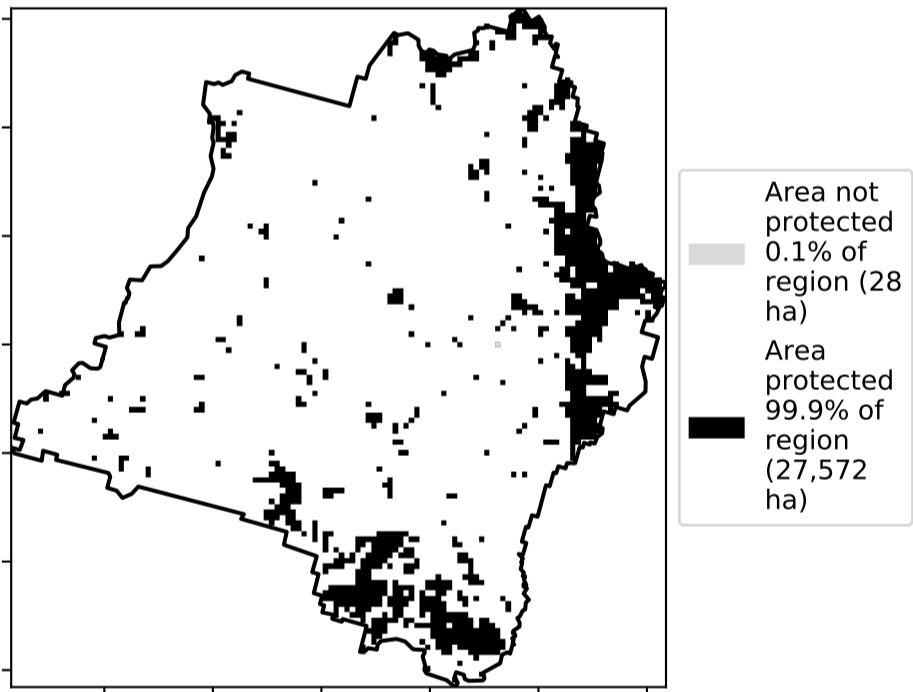 Area not
protected
0.1% of
region (28
ha)
Area
protected
99.9% of
region
(27,572
ha)